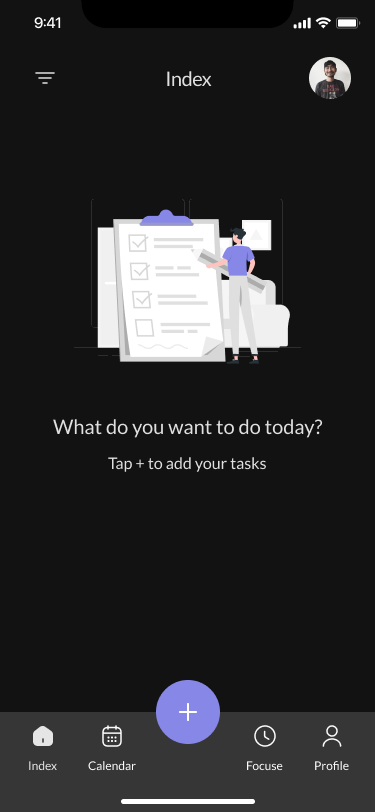 9:41
Index
What do you want to do today?
Tap + to add your tasks
Index
Calendar
Focuse
Profile